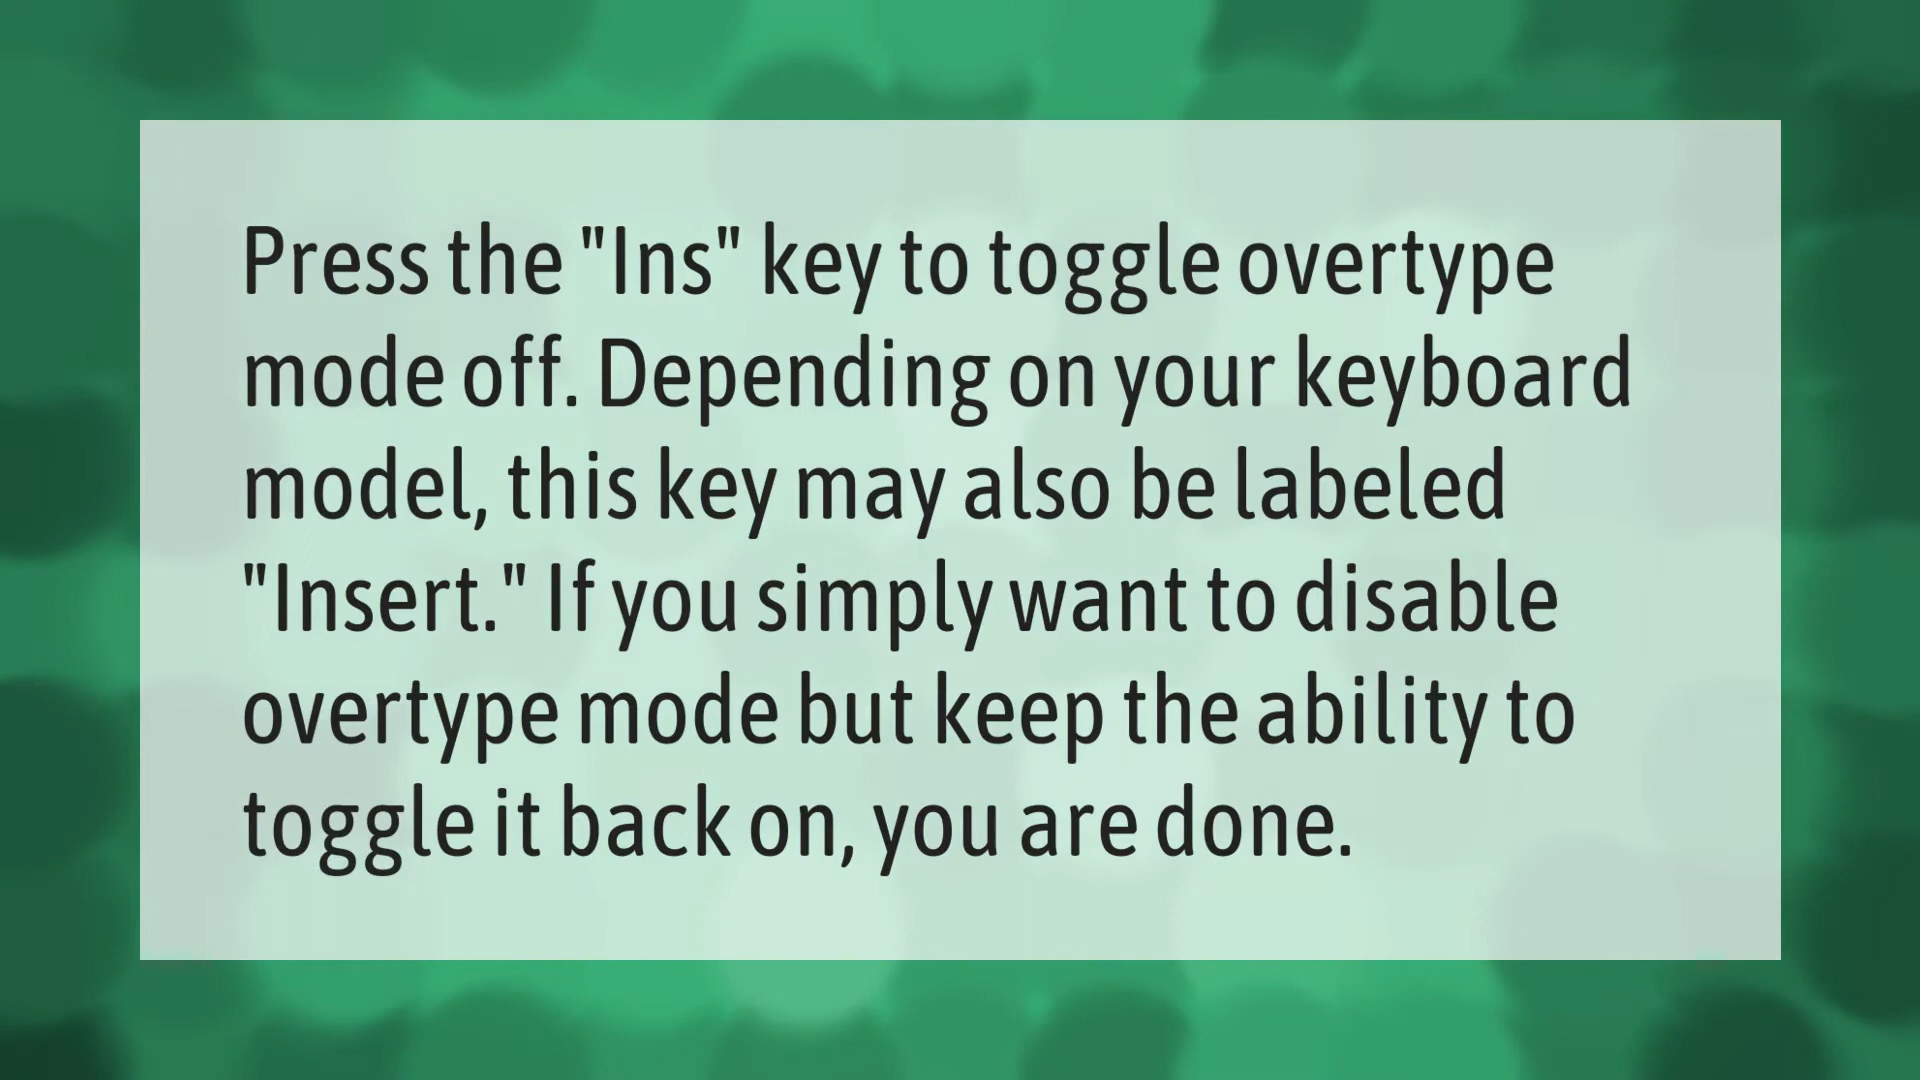 Press the "Ins" key to toggle overtype
mode off. Depending on your keyboard
model, this key may also be labeled
"Insert." If you simply want to disable
overtype mode but keep the ability to
toggle it back on, you are done.